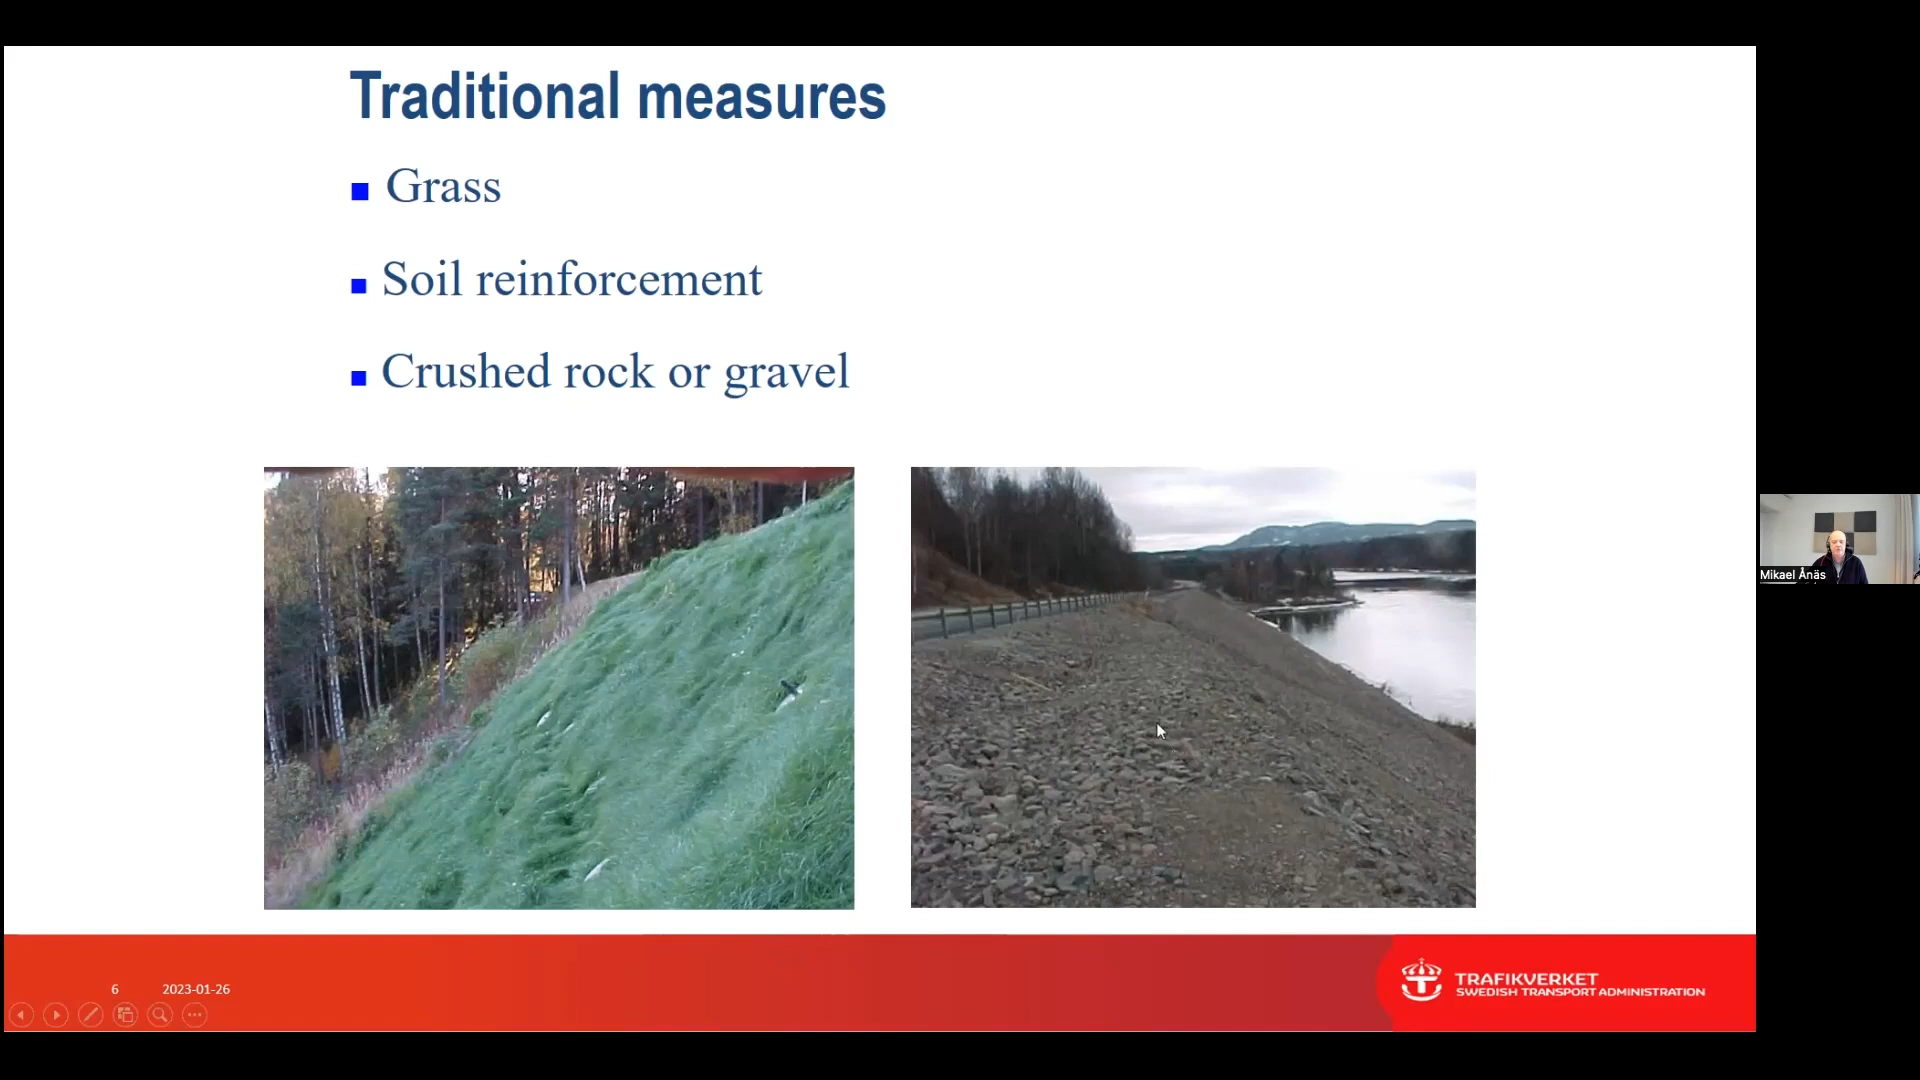 Traditional measures
Grass
Soil reinforcement
Crushed rock or gravel
Mikael Ånäs
6 2023-01-26
TRAFIKVERKET
SWEDISH TRANSPORT ADMINISTRATION